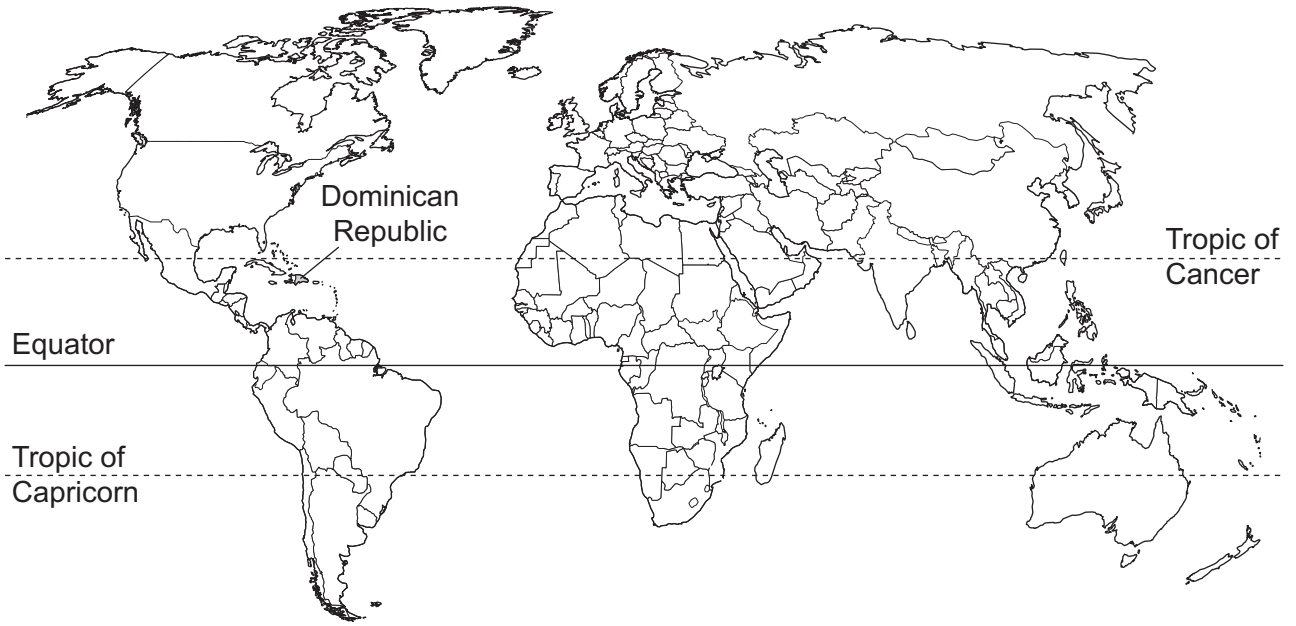 Dominican
Republic
Tropic of
Cancer
Equator
Tropic of
Capricorn